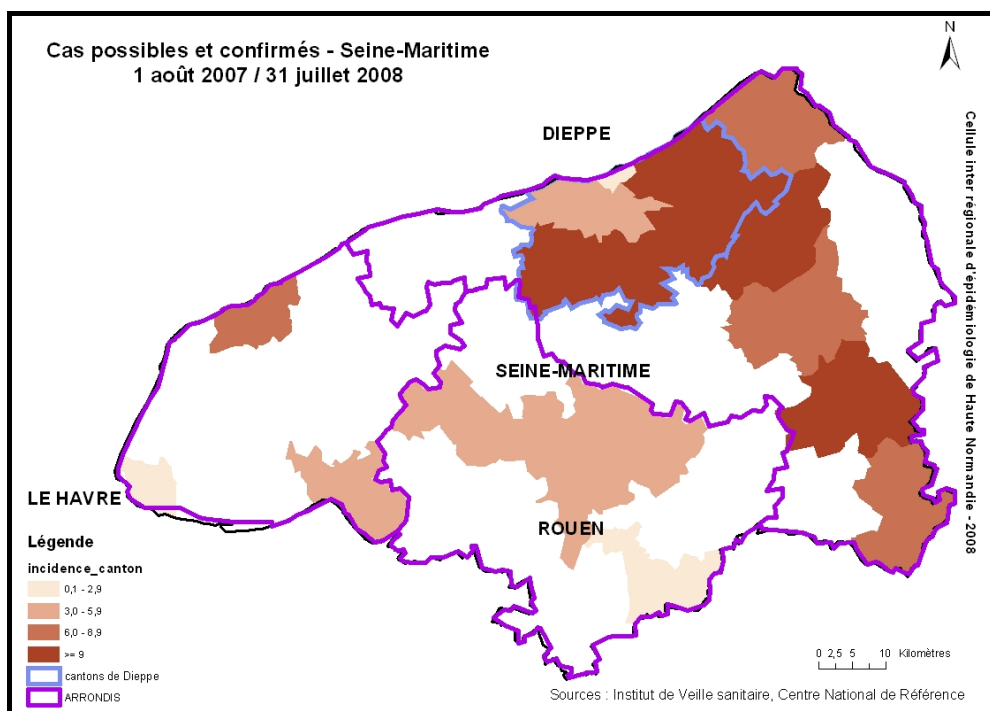 Cas possibles et confirmés - Seine-Maritime
1 août 2007 / 31 juillet 2008
N
DIEPPE
Cellule inter régionale d'épidémiologie de Haute Normandie - 2008
SEINE-MARITIME
LE HAVRE
ROUEN
Légende
incidence_canton
0,1 - 2,9
3,0 - 5,9
6,0 - 8,9
>= 9
cantons de Dieppe
ARRONDIS
0 2,5 5 10 Kilomètres
Sources : Institut de Veille sanitaire, Centre National de Référence